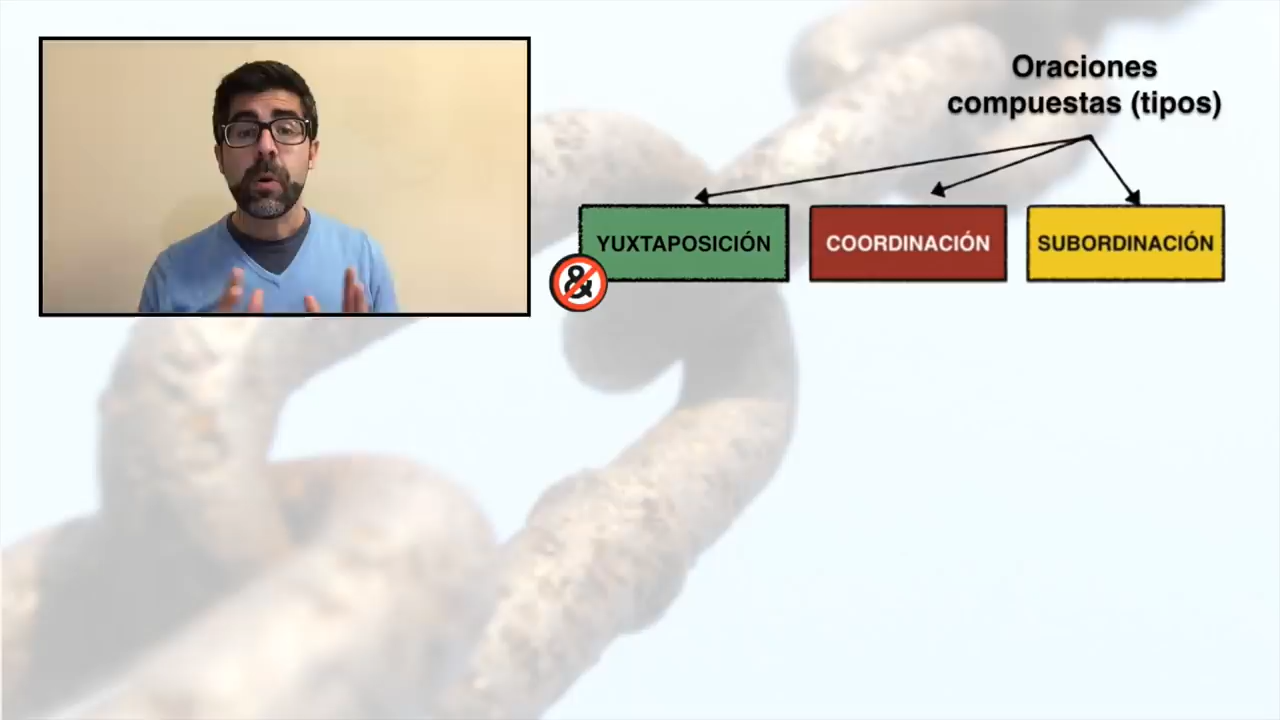 Oraciones
compuestas (tipos)
YUXTAPOSICIÓN
COORDINACIÓN
SUBORDINACIÓN
&